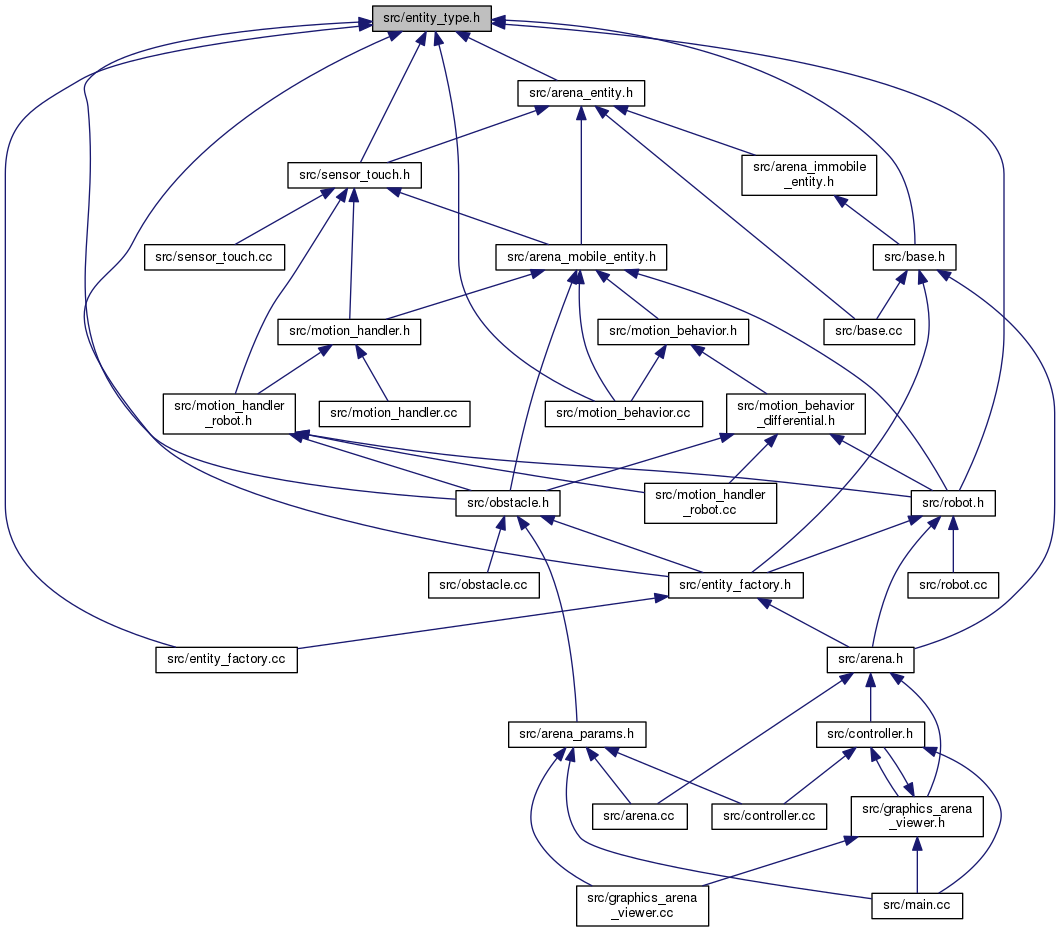 src/entity_type.h
src/arena_entity.h
src/arena_immobile
_entity.h
src/sensor_touch.h
src/sensor_touch.cc
src/arena_mobile_entity.h
src/base.h
src/motion_handler.h
src/motion_behavior.h
src/base.cc
src/motion_handler
_robot.h
src/motion_handler.cc
src/motion_behavior.cc
src/motion_behavior
_differential.h
src/obstacle.h
src/motion_handler
_robot.cc
src/robot.h
src/obstacle.cc
src/entity_factory.h
src/robot.cc
src/entity_factory.cc
src/arena.h
src/arena_params.h
src/controller.h
src/arena.cc
src/controller.cc
src/graphics_arena
_viewer.h
src/graphics_arena
_viewer.cc
src/main.cc